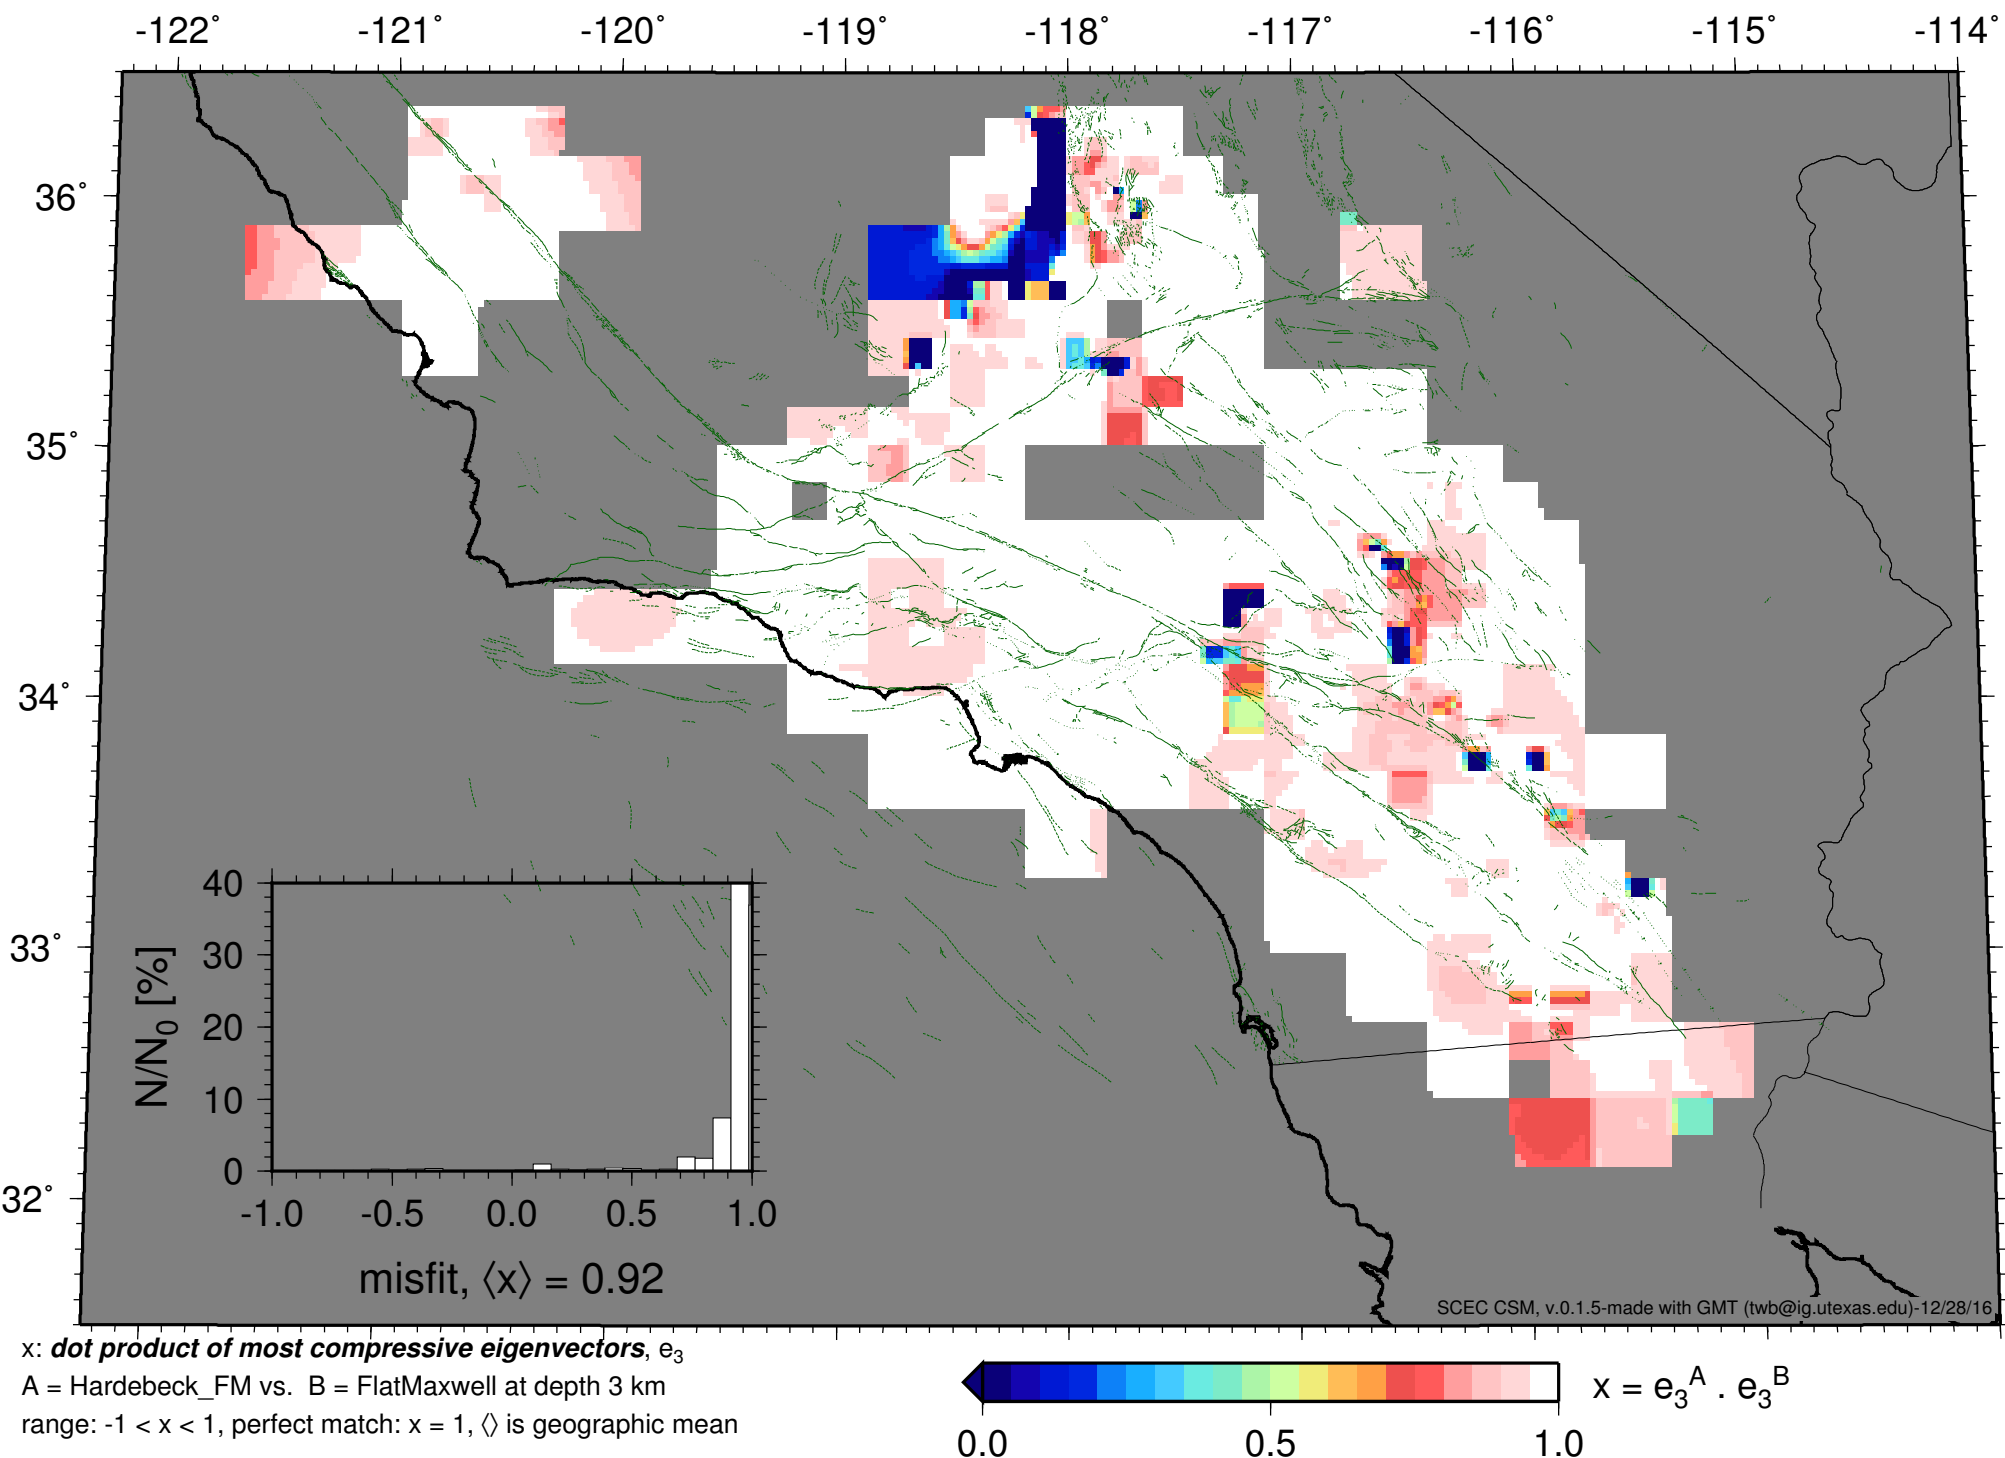 -122° -121° -120° -119° -118° -117° -116° -115° -114°
36°
35°
34°
33°
32°
40
30
20
10
0
N/N₀ [%]
-1.0 -0.5 0.0 0.5 1.0
misfit, ⟨x⟩ = 0.92
SCEC CSM, v.0.1.5-made with GMT (twb@ig.utexas.edu)-12/28/16
x: dot product of most compressive eigenvectors, e₃
A = Hardebeck_FM vs. B = FlatMaxwell at depth 3 km
range: -1 < x < 1, perfect match: x = 1, ⟨⟩ is geographic mean
x = e₃ᴬ . e₃ᴮ
0.0 0.5 1.0